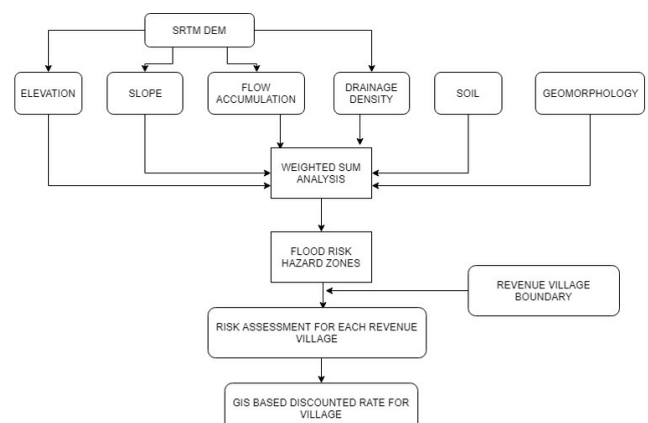 SRTM DEM
ELEVATION
SLOPE
FLOW
ACCUMULATION
DRAINAGE
DENSITY
SOIL
GEOMORPHOLOGY
WEIGHTED SUM
ANALYSIS
FLOOD RISK
HAZARD ZONES
REVENUE VILLAGE
BOUNDARY
RISK ASSESSMENT FOR EACH REVENUE
VILLAGE
GIS BASED DISCOUNTED RATE FOR
VILLAGE